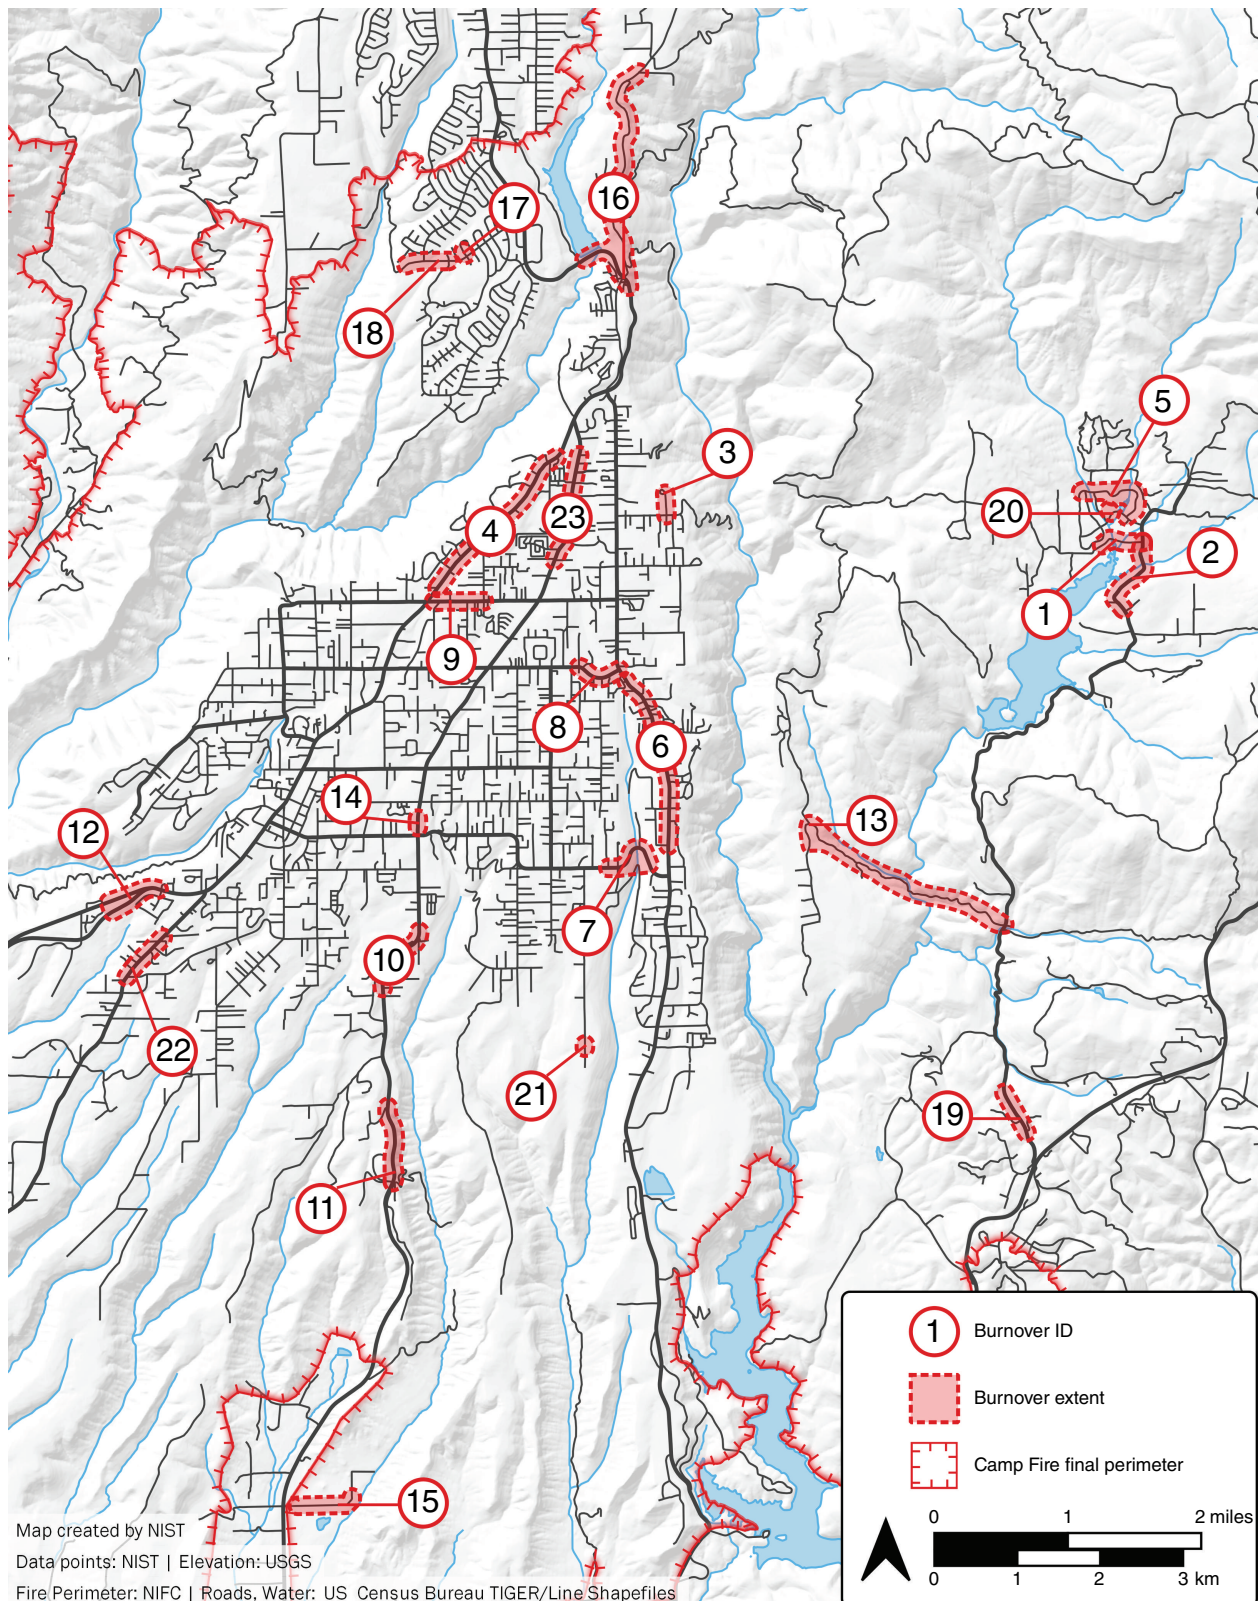 16
17
18
5
3
20
4
23
2
1
9
8
6
14
12
13
7
10
22
21
19
11
15
1 Burnover ID
Burnover extent
Camp Fire final perimeter
0 1 2 miles
0 1 2 3 km
Map created by NIST
Data points: NIST | Elevation: USGS
Fire Perimeter: NIFC | Roads, Water: US Census Bureau TIGER/Line Shapefiles